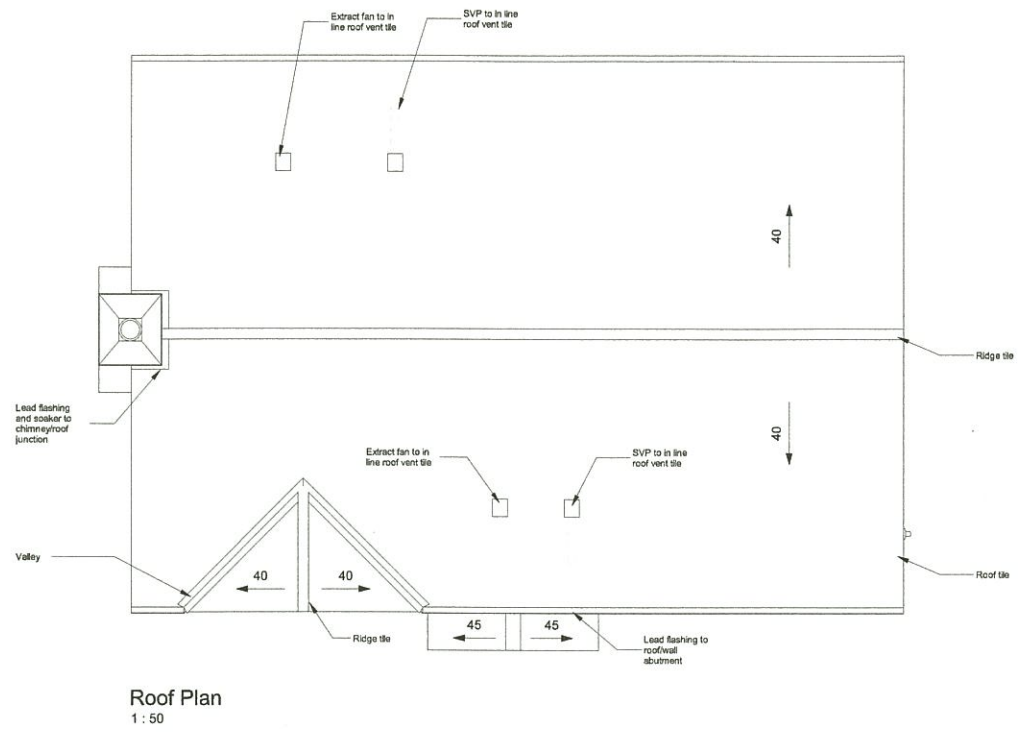 Extract fan to in
line roof vent tile
SVP to in line
roof vent tile
40
Ridge tile
Lead flashing
and soaker to
chimney/roof
junction
40
Extract fan to in
line roof vent tile
SVP to in line
roof vent tile
Valley
40
40
Roof tile
45
45
Ridge tile
Lead flashing to
roof/wall
abutment
Roof Plan
1 : 50